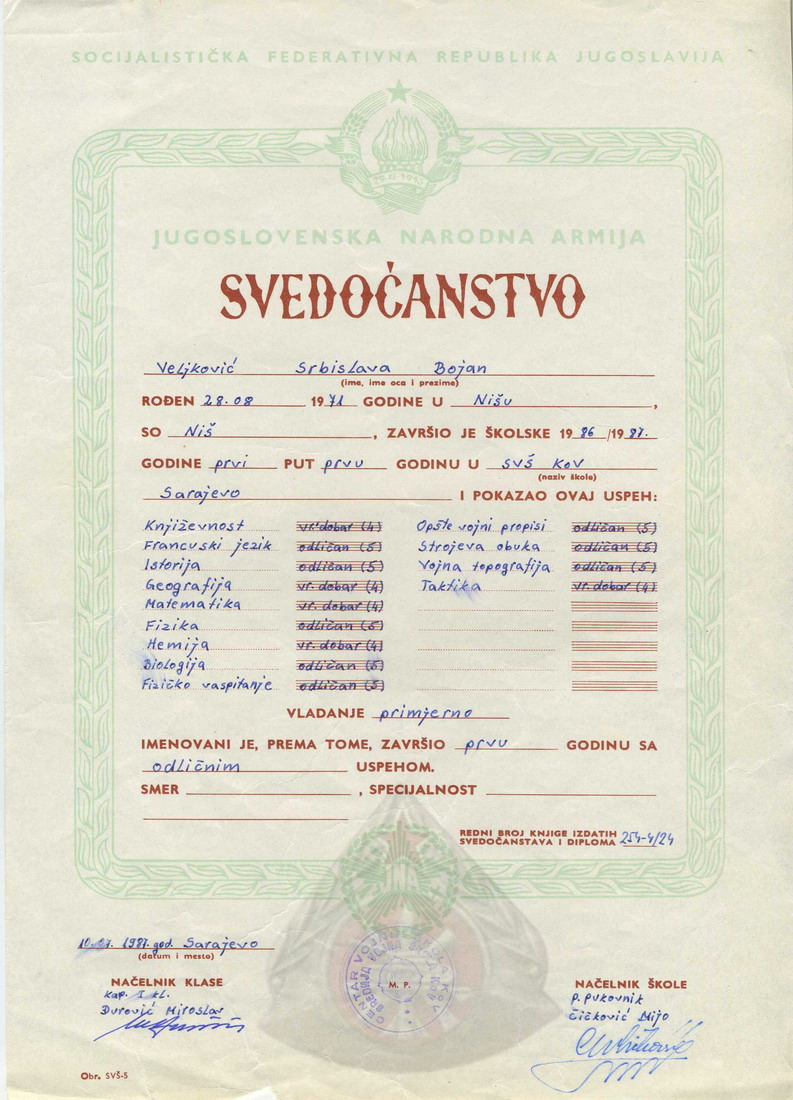 SOCIJALISTIČKA FEDERATIVNA REPUBLIKA JUGOSLAVIJA
JUGOSLOVENSKA NARODNA ARMIJA
SVEDOČANSTVO
Veljković Srbislava Bojan
(ime, ime oca i prezime)
ROĐEN 28.08 1971 GODINE U Nišu,
SO Niš, ZAVRŠIO JE ŠKOLSKE 1986/1987.
GODINE prvi PUT prvu GODINU U SVŠ KoV
(naziv škole)
Sarajevo I POKAZAO OVAJ USPEH:
Književnost vr. dobar (4) Opšte vojni propisi odličan (5)
Francuski jezik odličan (5) Strojeva obuka odličan (5)
Istorija odličan (5) Vojna topografija odličan (5)
Geografija vr. dobar (4) Taktika vr. dobar (4)
Matematika vr. dobar (4)
Fizika odličan (5)
Hemija vr. dobar (4)
Biologija odličan (5)
Fizičko vaspitanje odličan (5)
VLADANJE primjerno
IMENOVANI JE, PREMA TOME, ZAVRŠIO prvu GODINU SA
odličnim USPEHOM.
SMER , SPECIJALNOST
REDNI BROJ KNJIGE IZDATIH
SVEDOČANSTAVA I DIPLOMA 254-4/24
10.07. 1987. god. Sarajevo
(datum i mesto)
M. P.
NAČELNIK KLASE
kap. I kl.
Đurović Miroslav
NAČELNIK ŠKOLE
p. pukovnik
Čičković Mijo
Obr. SVŠ-5